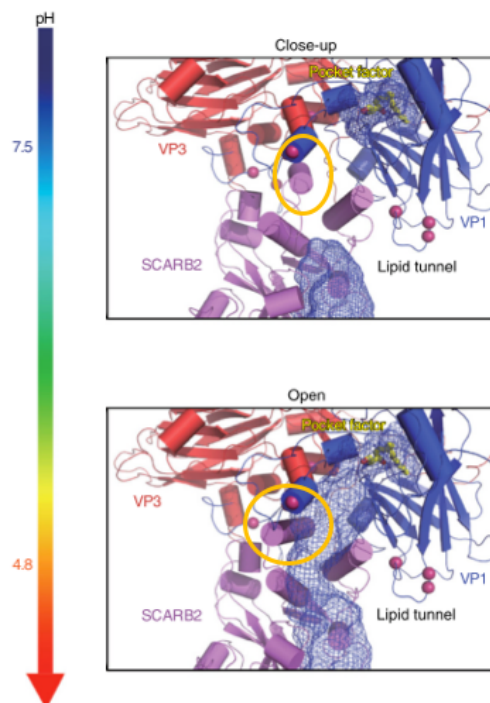 pH
7.5
4.8
Close-up
Pocket factor
VP3
VP1
SCARB2
Lipid tunnel
Open
Pocket factor
VP3
VP1
SCARB2
Lipid tunnel